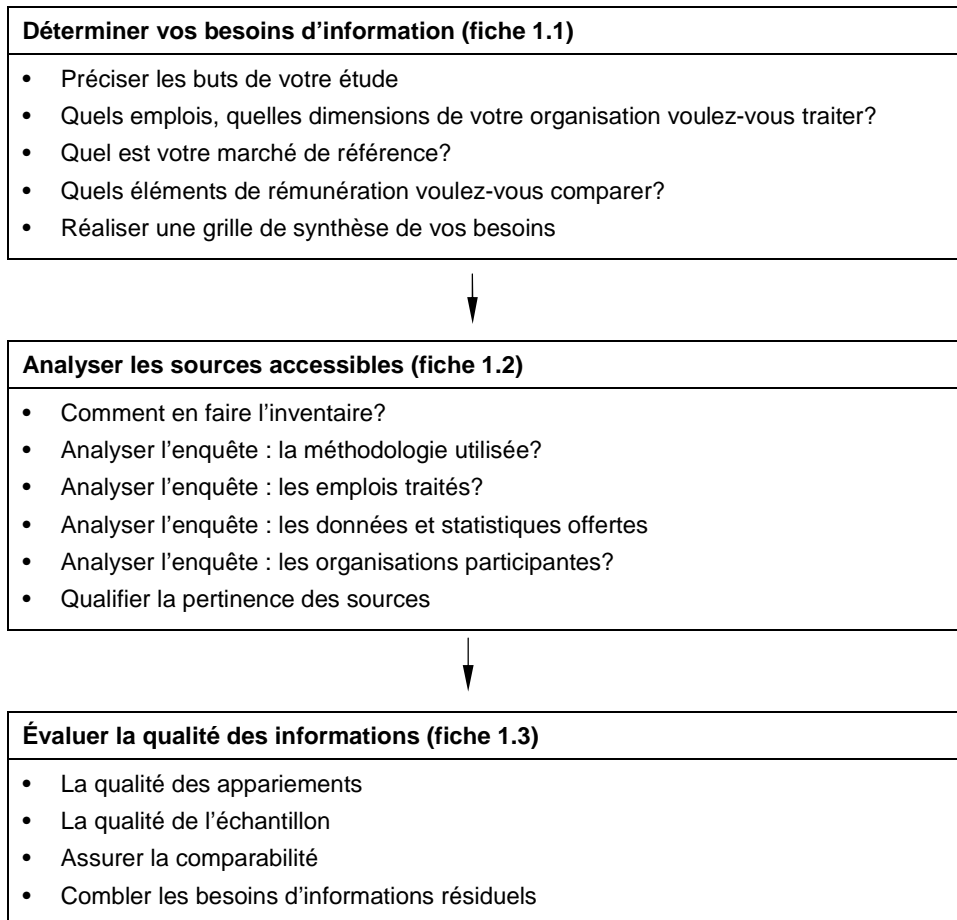 Déterminer vos besoins d'information (fiche 1.1)
• Préciser les buts de votre étude
• Quels emplois, quelles dimensions de votre organisation voulez-vous traiter?
• Quel est votre marché de référence?
• Quels éléments de rémunération voulez-vous comparer?
• Réaliser une grille de synthèse de vos besoins
Analyser les sources accessibles (fiche 1.2)
• Comment en faire l'inventaire?
• Analyser l'enquête : la méthodologie utilisée?
• Analyser l'enquête : les emplois traités?
• Analyser l'enquête : les données et statistiques offertes
• Analyser l'enquête : les organisations participantes?
• Qualifier la pertinence des sources
Évaluer la qualité des informations (fiche 1.3)
• La qualité des appariements
• La qualité de l'échantillon
• Assurer la comparabilité
• Combler les besoins d'informations résiduels